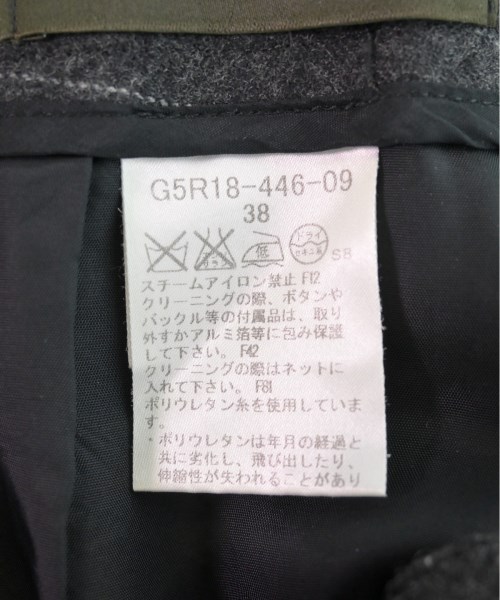 G5R18-446-09
38
低 ドライ セキユ系 S8
スチームアイロン禁止 F12
クリーニングの際、ボタンや
バックル等の付属品は、取り
外すかアルミ箔等に包み保護
して下さい。 F42
クリーニングの際はネットに
入れて下さい。 F81
ポリウレタン糸を使用していま
す。
・ポリウレタンは年月の経過と
共に劣化し、飛び出したり、
伸縮性が失われることがあり